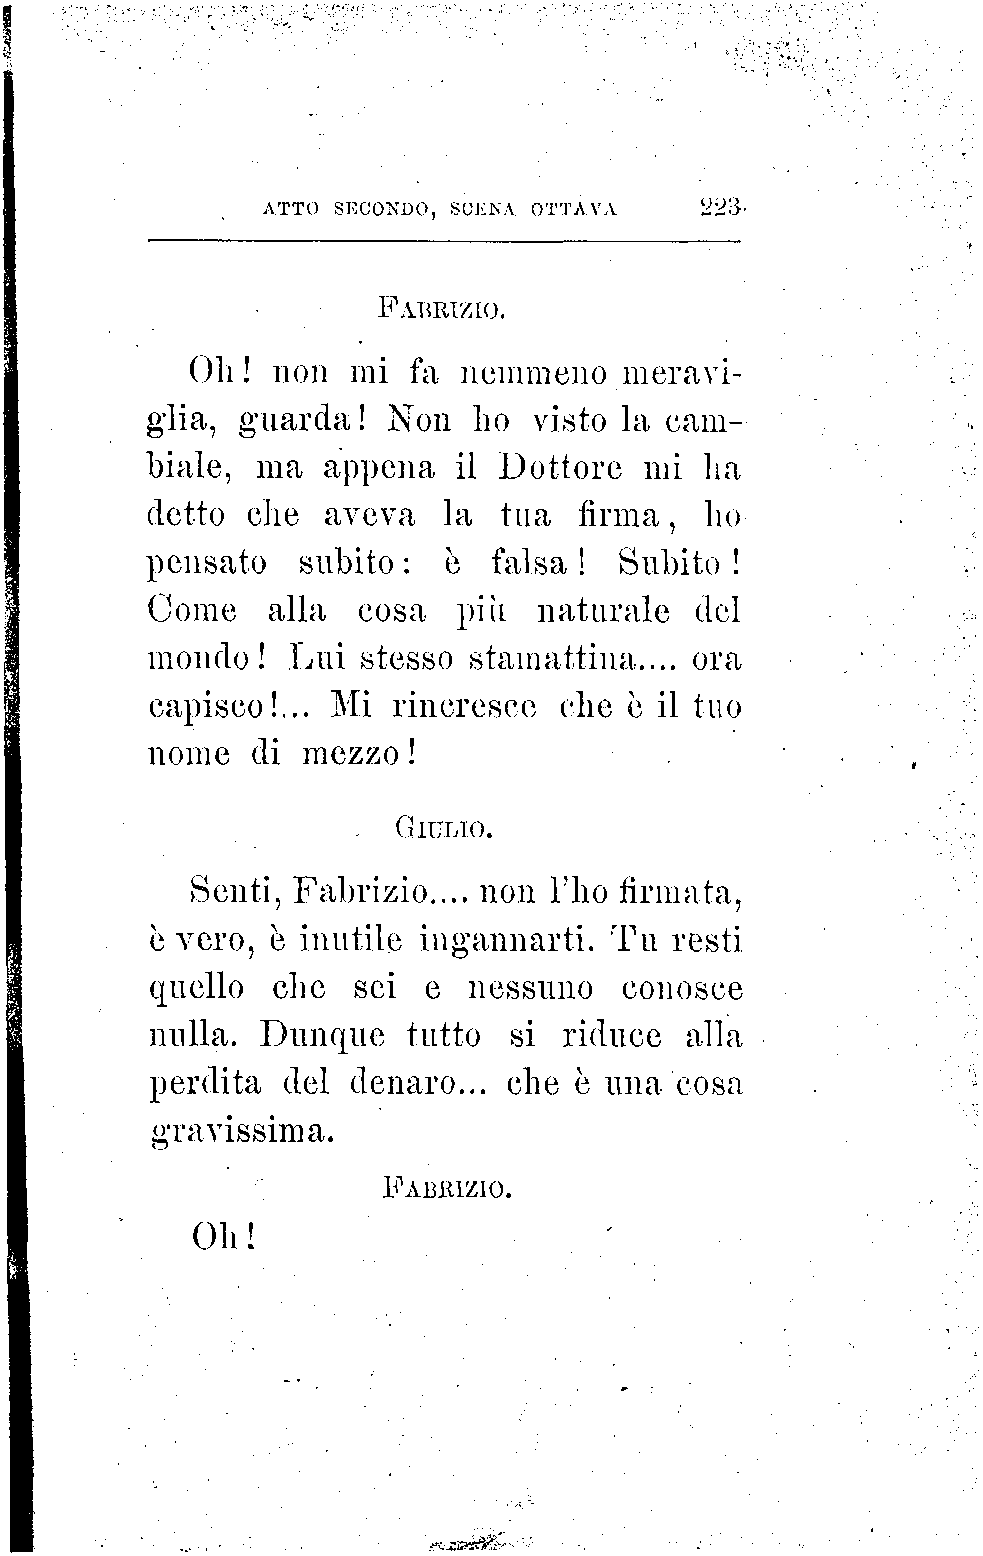 ATTO SECONDO, SCENA OTTAVA 223
FABRIZIO.
Oh! non mi fa nemmeno meravi-
glia, guarda! Non ho visto la cam-
biale, ma appena il Dottore mi ha
detto che aveva la tua firma, ho
pensato subito: è falsa! Subito!
Come alla cosa più naturale del
mondo! Lui stesso stamattina.... ora
capisco!... Mi rincresce che è il tuo
nome di mezzo!
GIULIO.
Senti, Fabrizio.... non l'ho firmata,
è vero, è inutile ingannarti. Tu resti
quello che sei e nessuno conosce
nulla. Dunque tutto si riduce alla
perdita del denaro... che è una cosa
gravissima.
FABRIZIO.
Oh!